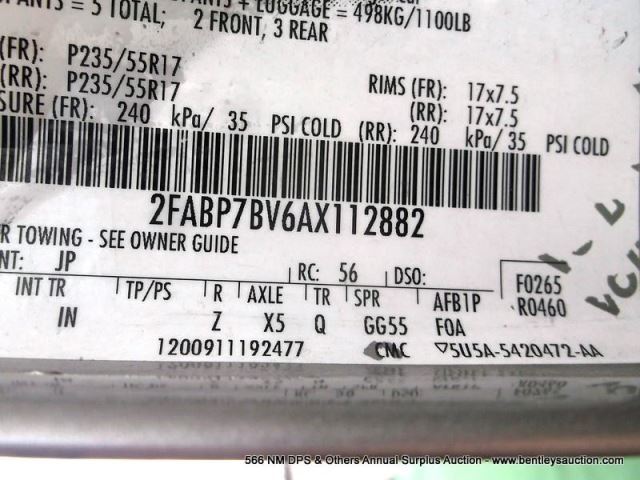 = 5 TOTAL; 2 FRONT, 3 REAR
+ LUGGAGE = 498KG/1100LB
(FR): P235/55R17 RIMS (FR): 17x7.5
(RR): P235/55R17 (RR): 17x7.5
SURE (FR): 240 kPa/ 35 PSI COLD (RR): 240 kPa/ 35 PSI COLD
2FABP7BV6AX112882
R TOWING - SEE OWNER GUIDE
NT: JP RC: 56 DSO: F0265
INT TR TP/PS R AXLE TR SPR AFB1P R0460
IN Z X5 Q GG55 FOA
1200911192477 CMC ▽5U5A-5420472-AA
566 NM DPS & Others Annual Surplus Auction - www.bentleysauction.com